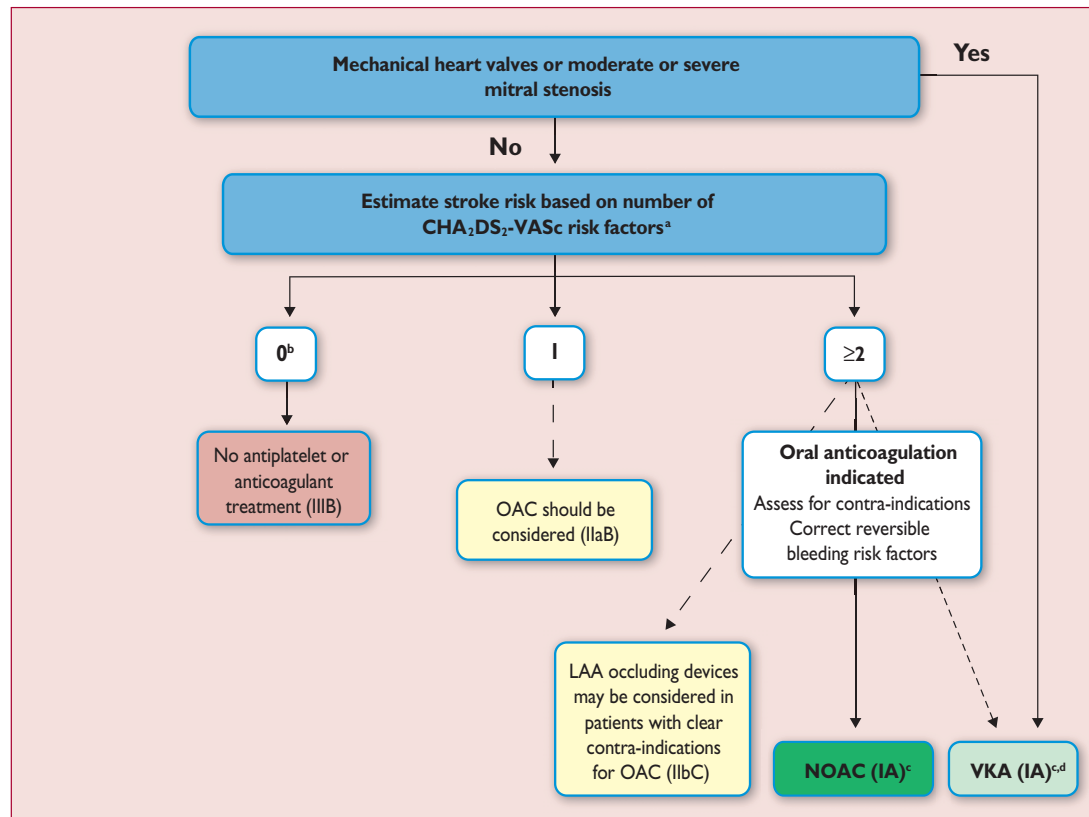 Mechanical heart valves or moderate or severe
mitral stenosis
Yes
No
Estimate stroke risk based on number of
CHA₂DS₂-VASc risk factorsᵃ
0ᵇ
1
≥2
No antiplatelet or
anticoagulant
treatment (IIIB)
OAC should be
considered (IIaB)
Oral anticoagulation
indicated
Assess for contra-indications
Correct reversible
bleeding risk factors
LAA occluding devices
may be considered in
patients with clear
contra-indications
for OAC (IIbC)
NOAC (IA)ᶜ
VKA (IA)ᶜ,ᵈ